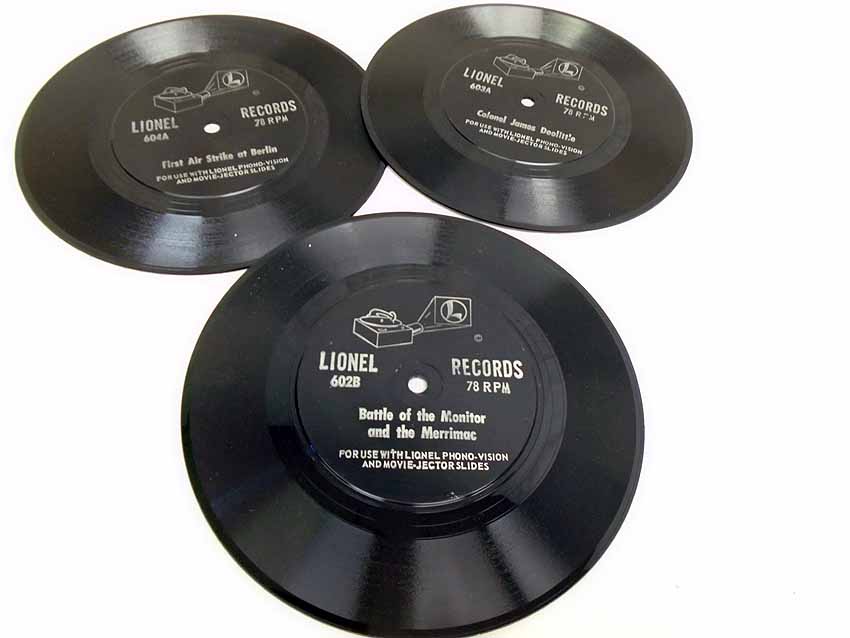 LIONEL
604A
RECORDS
78 RPM
First Air Strike at Berlin
FOR USE WITH LIONEL PHONO-VISION
AND MOVIE-JECTOR SLIDES
L
©
LIONEL
603A
RECORDS
78 RPM
Colonel James Doolittle
FOR USE WITH LIONEL PHONO-VISION
AND MOVIE-JECTOR SLIDES
L
©
LIONEL
602B
RECORDS
78 RPM
Battle of the Monitor
and the Merrimac
FOR USE WITH LIONEL PHONO-VISION
AND MOVIE-JECTOR SLIDES
L
©